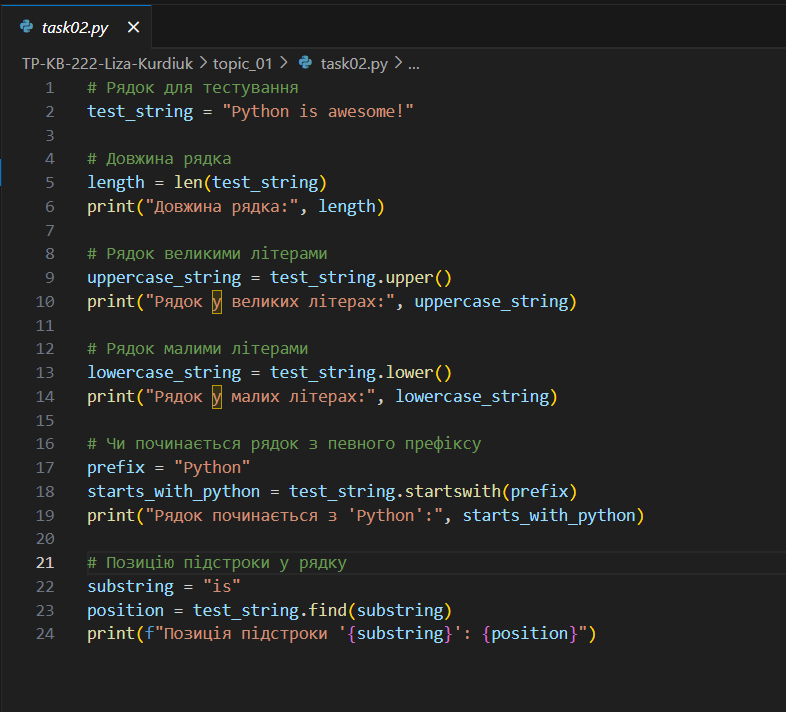 task02.py
TP-KB-222-Liza-Kurdiuk > topic_01 > task02.py > ...
1 # Рядок для тестування
2 test_string = "Python is awesome!"
3
4 # Довжина рядка
5 length = len(test_string)
6 print("Довжина рядка:", length)
7
8 # Рядок великими літерами
9 uppercase_string = test_string.upper()
10 print("Рядок у великих літерах:", uppercase_string)
11
12 # Рядок малими літерами
13 lowercase_string = test_string.lower()
14 print("Рядок у малих літерах:", lowercase_string)
15
16 # Чи починається рядок з певного префіксу
17 prefix = "Python"
18 starts_with_python = test_string.startswith(prefix)
19 print("Рядок починається з 'Python':", starts_with_python)
20
21 # Позицію підстроки у рядку
22 substring = "is"
23 position = test_string.find(substring)
24 print(f"Позиція підстроки '{substring}': {position}")